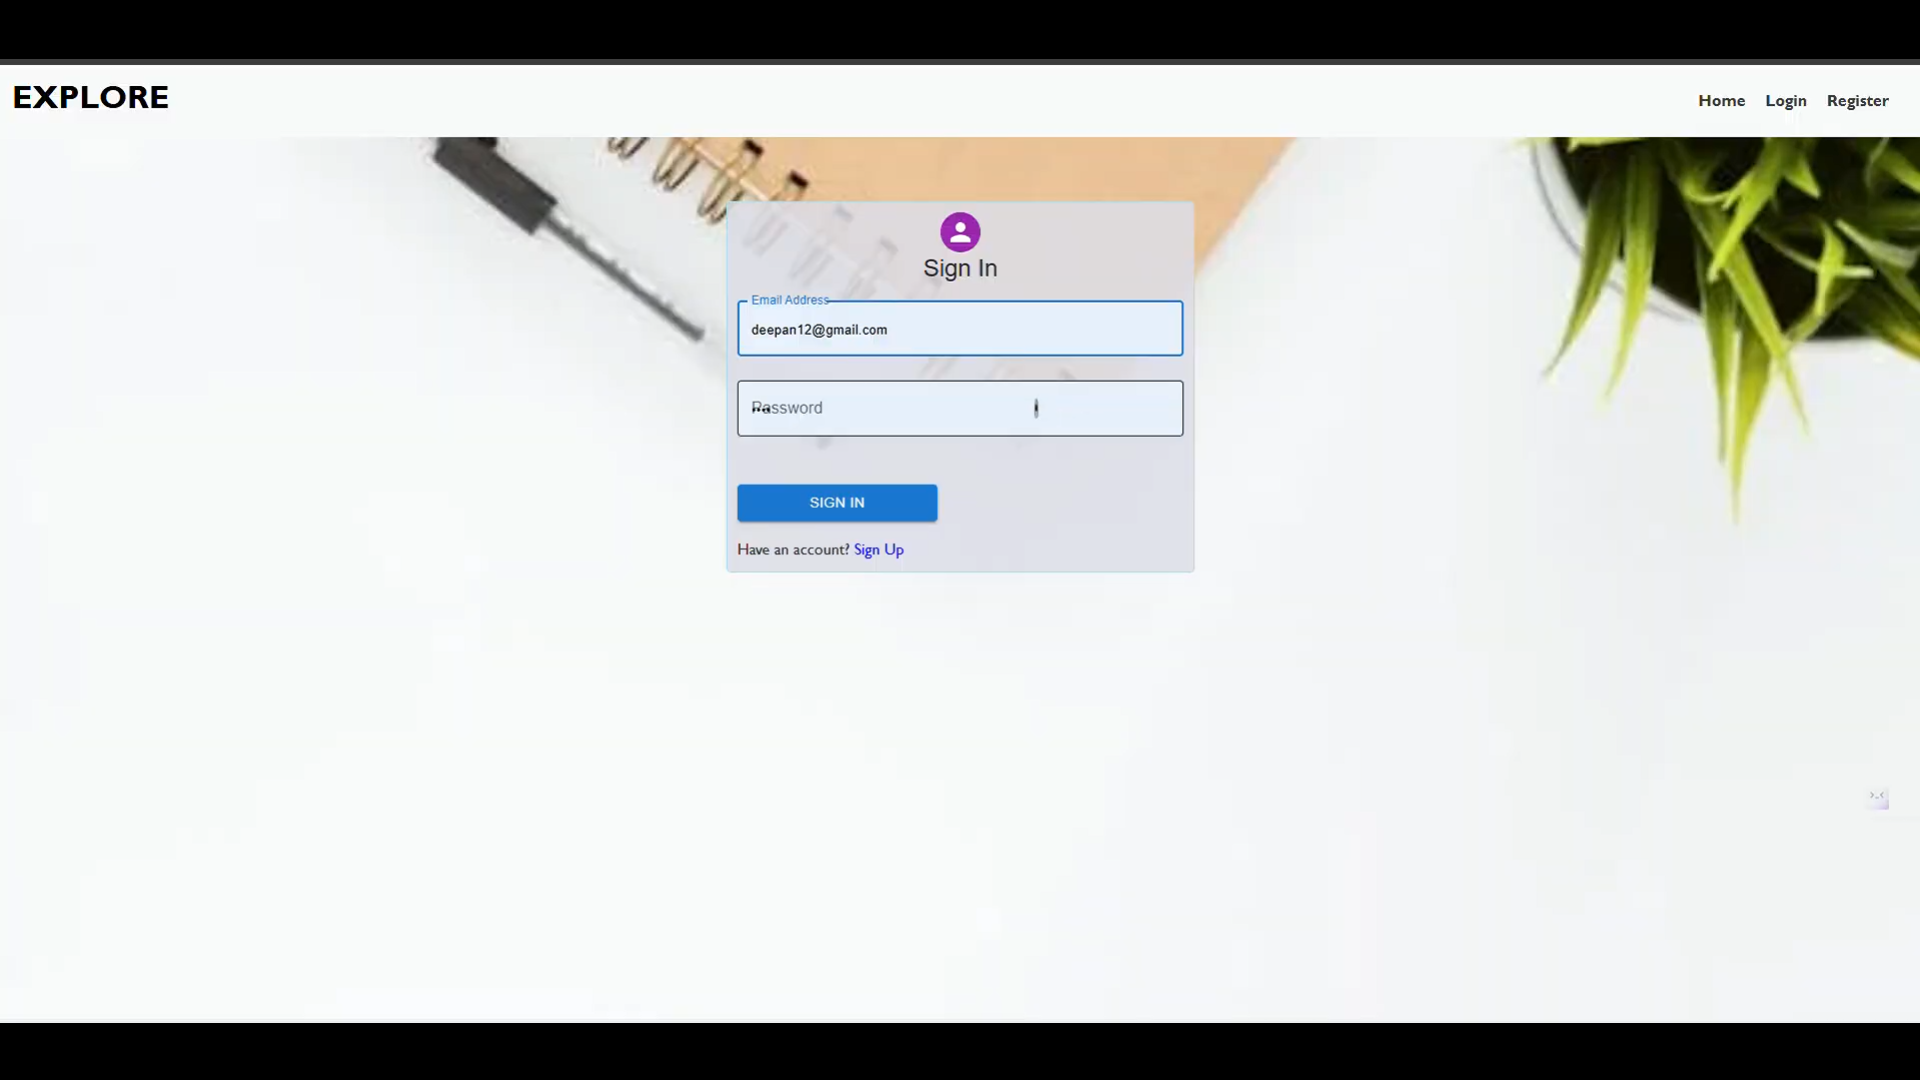 EXPLORE
Home Login Register
Sign In
Email Address
deepan12@gmail.com
Password
SIGN IN
Have an account? Sign Up